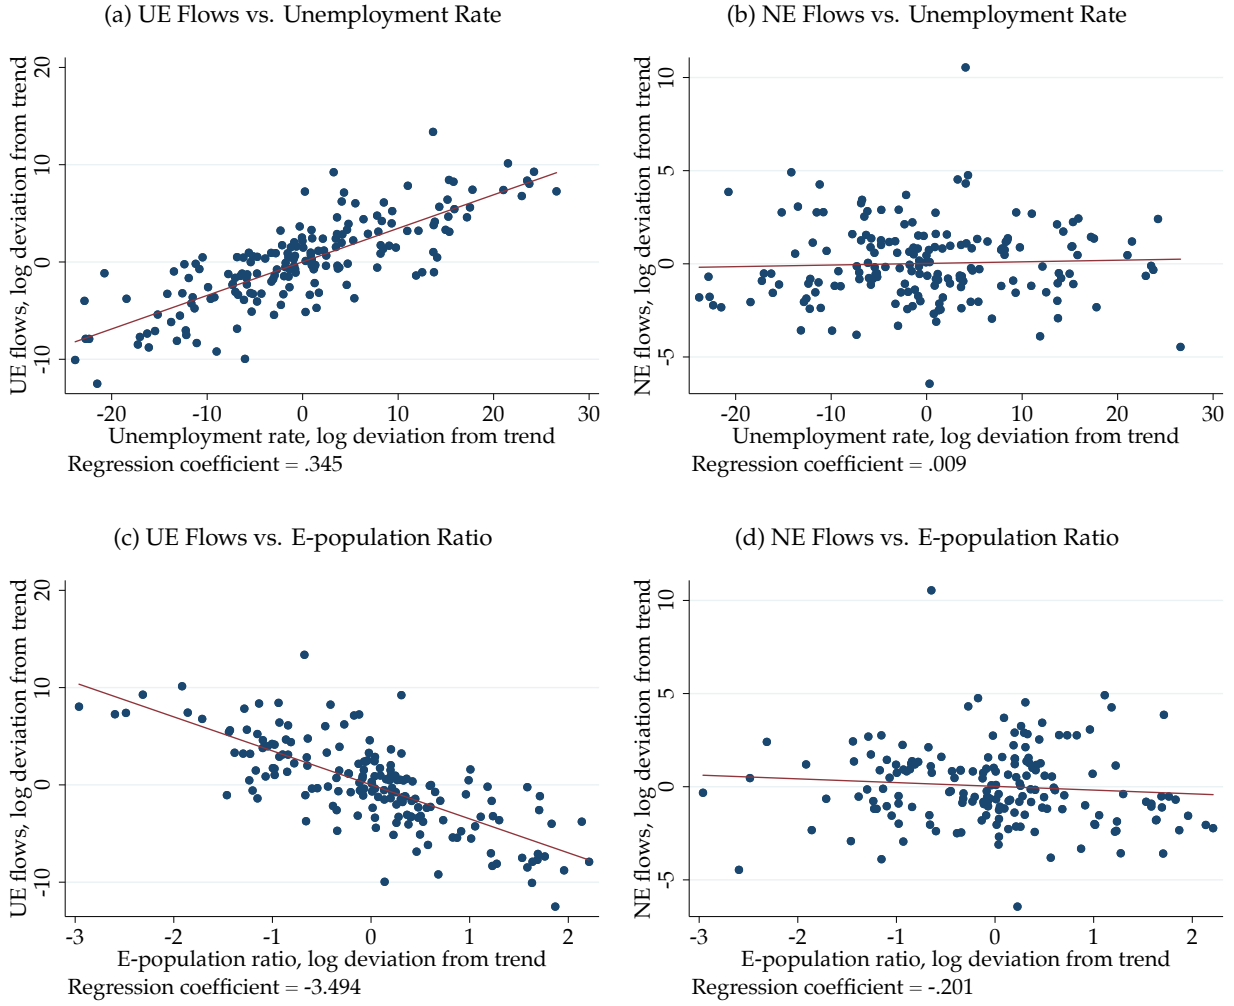 (a) UE Flows vs. Unemployment Rate
UE flows, log deviation from trend
20
10
0
-10
-20
-10
0
10
20
30
Unemployment rate, log deviation from trend
Regression coefficient = .345
(b) NE Flows vs. Unemployment Rate
NE flows, log deviation from trend
10
5
0
-5
-20
-10
0
10
20
30
Unemployment rate, log deviation from trend
Regression coefficient = .009
(c) UE Flows vs. E-population Ratio
UE flows, log deviation from trend
20
10
0
-10
-3
-2
-1
0
1
2
E-population ratio, log deviation from trend
Regression coefficient = -3.494
(d) NE Flows vs. E-population Ratio
NE flows, log deviation from trend
10
5
0
-5
-3
-2
-1
0
1
2
E-population ratio, log deviation from trend
Regression coefficient = -.201